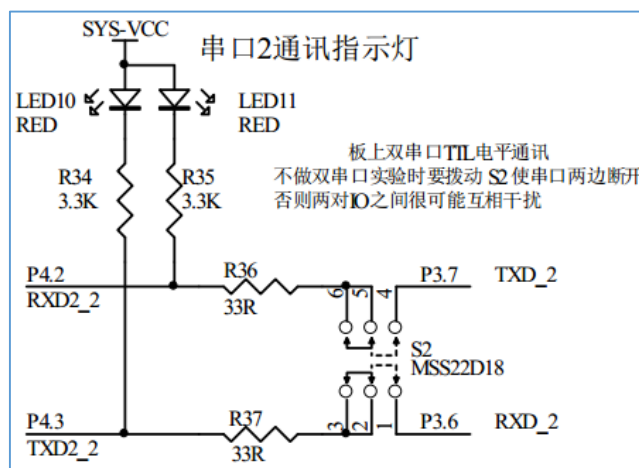 SYS-VCC
串口2通讯指示灯
LED10
RED
LED11
RED
板上双串口TTL电平通讯
不做双串口实验时要拨动 S2 使串口两边断开
否则两对IO之间很可能互相干扰
R34
3.3K
R35
3.3K
P4.2
RXD2_2
R36
33R
6
5
4
P3.7
TXD_2
S2
MSS22D18
P4.3
TXD2_2
R37
33R
3
2
1
P3.6
RXD_2